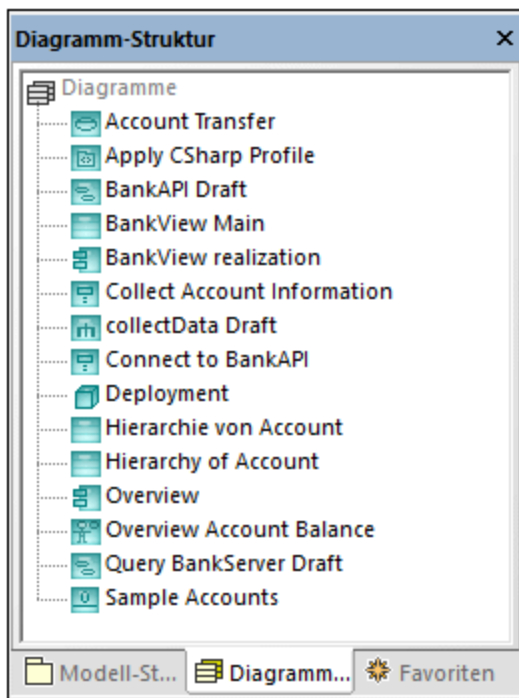 Diagramm-Struktur
Diagramme
Account Transfer
Apply CSharp Profile
BankAPI Draft
BankView Main
BankView realization
Collect Account Information
collectData Draft
Connect to BankAPI
Deployment
Hierarchie von Account
Hierarchy of Account
Overview
Overview Account Balance
Query BankServer Draft
Sample Accounts
Modell-St... Diagramm... Favoriten